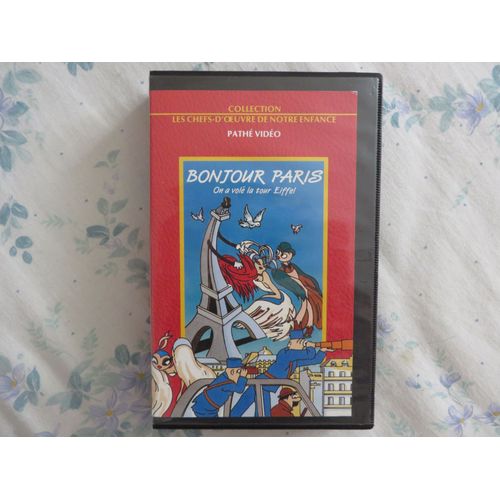 COLLECTION
LES CHEFS-D'ŒUVRE DE NOTRE ENFANCE
PATHÉ VIDÉO
BONJOUR PARIS
On a volé la tour Eiffel